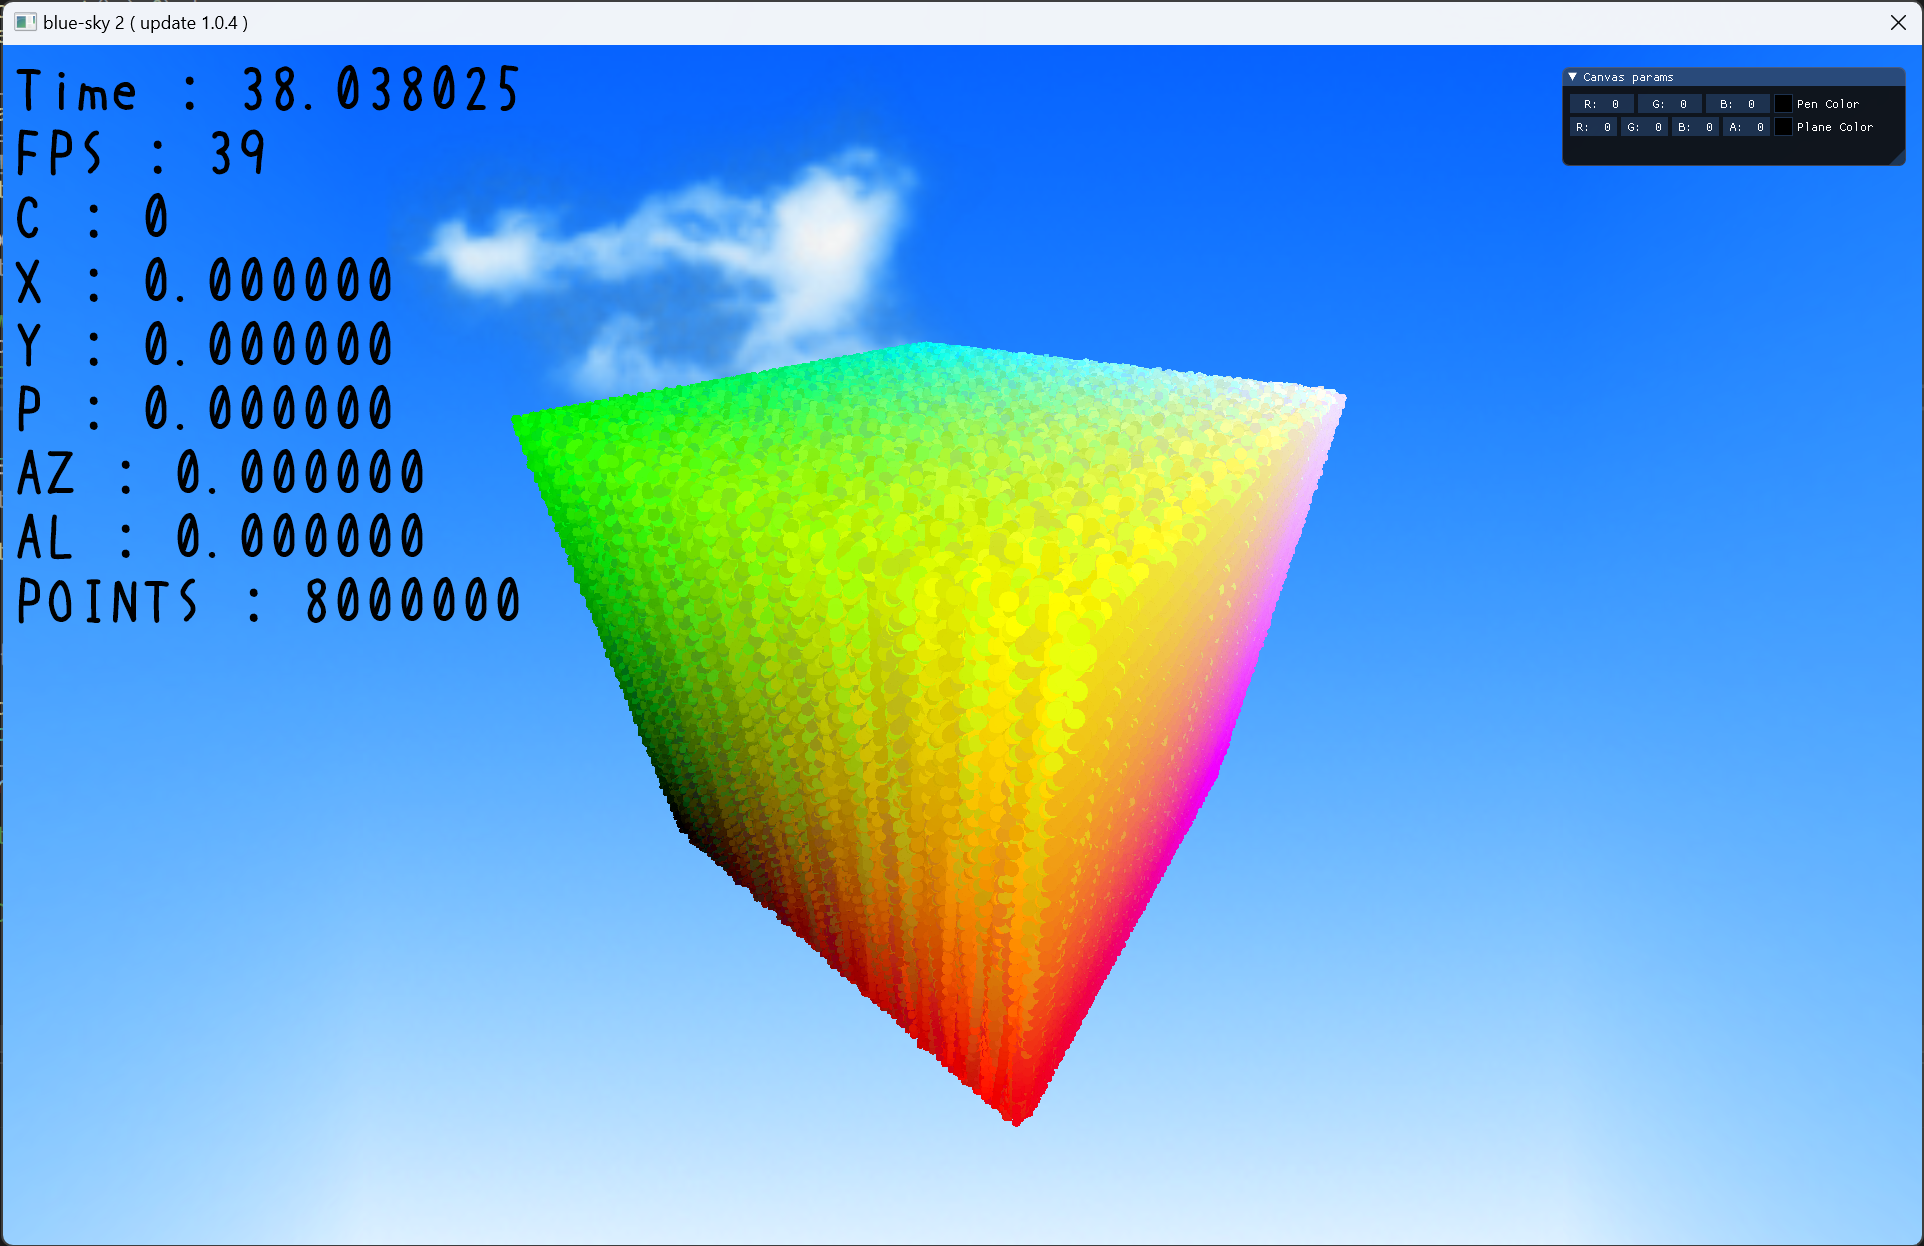 blue-sky 2 ( update 1.0.4 )
Time : 38.038025
FPS : 39
C : 0
X : 0.000000
Y : 0.000000
P : 0.000000
AZ : 0.000000
AL : 0.000000
POINTS : 8000000
Canvas params
R: 0 G: 0 B: 0 Pen Color
R: 0 G: 0 B: 0 A: 0 Plane Color